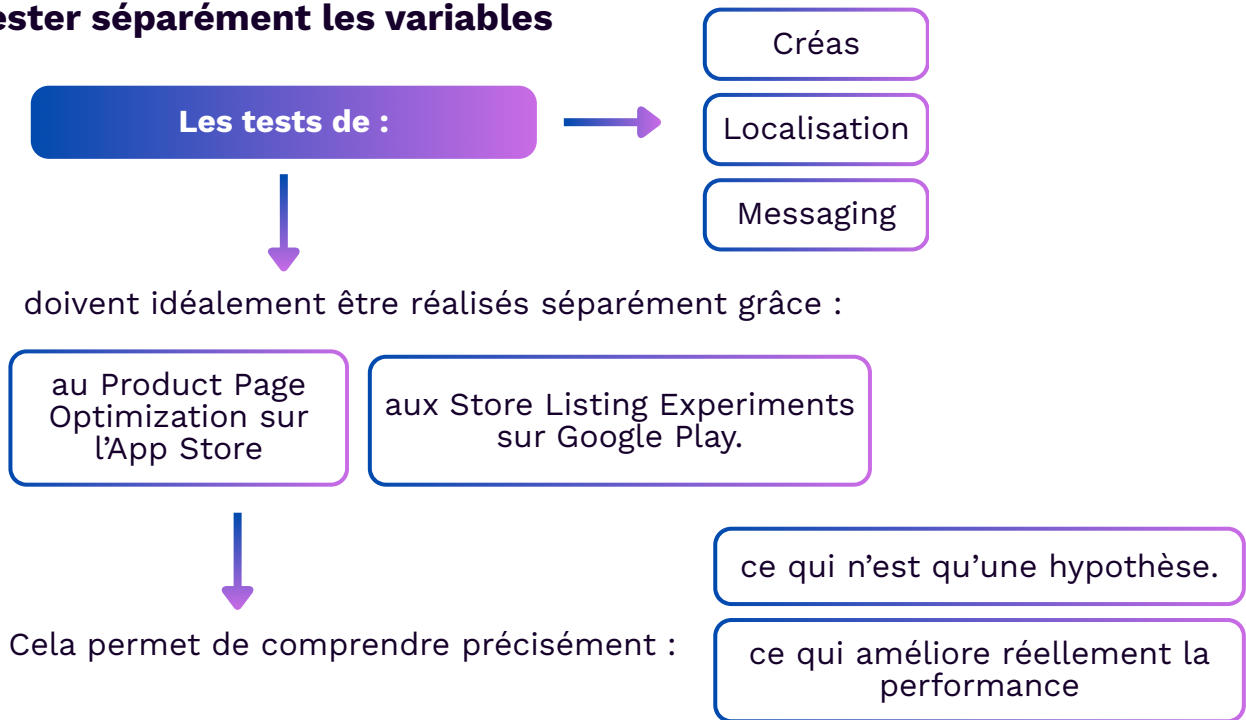 ester séparément les variables
Les tests de :
Créas
Localisation
Messaging
doivent idéalement être réalisés séparément grâce :
au Product Page
Optimization sur
l’App Store
aux Store Listing Experiments
sur Google Play.
Cela permet de comprendre précisément :
ce qui n’est qu’une hypothèse.
ce qui améliore réellement la
performance